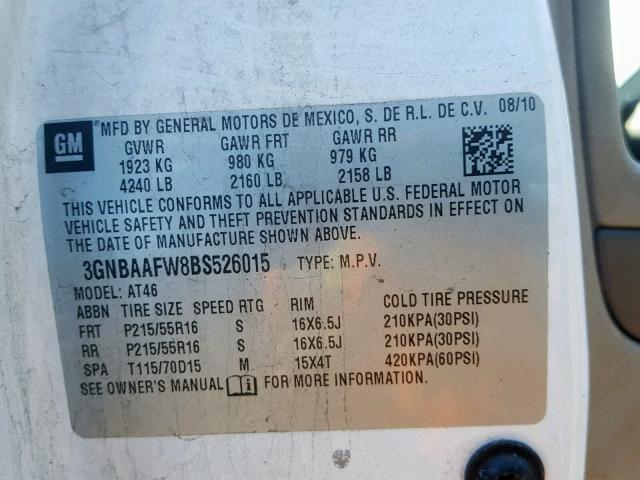 GM ®MFD BY GENERAL MOTORS DE MEXICO, S. DE R.L. DE C.V. 08/10
GVWR GAWR FRT GAWR RR
1923 KG 980 KG 979 KG
4240 LB 2160 LB 2158 LB
THIS VEHICLE CONFORMS TO ALL APPLICABLE U.S. FEDERAL MOTOR
VEHICLE SAFETY AND THEFT PREVENTION STANDARDS IN EFFECT ON
THE DATE OF MANUFACTURE SHOWN ABOVE.
3GNBAAFW8BS526015 TYPE: M.P.V.
MODEL: AT46
ABBN TIRE SIZE SPEED RTG RIM COLD TIRE PRESSURE
FRT P215/55R16 S 16X6.5J 210KPA(30PSI)
RR P215/55R16 S 16X6.5J 210KPA(30PSI)
SPA T115/70D15 M 15X4T 420KPA(60PSI)
SEE OWNER'S MANUAL FOR MORE INFORMATION.